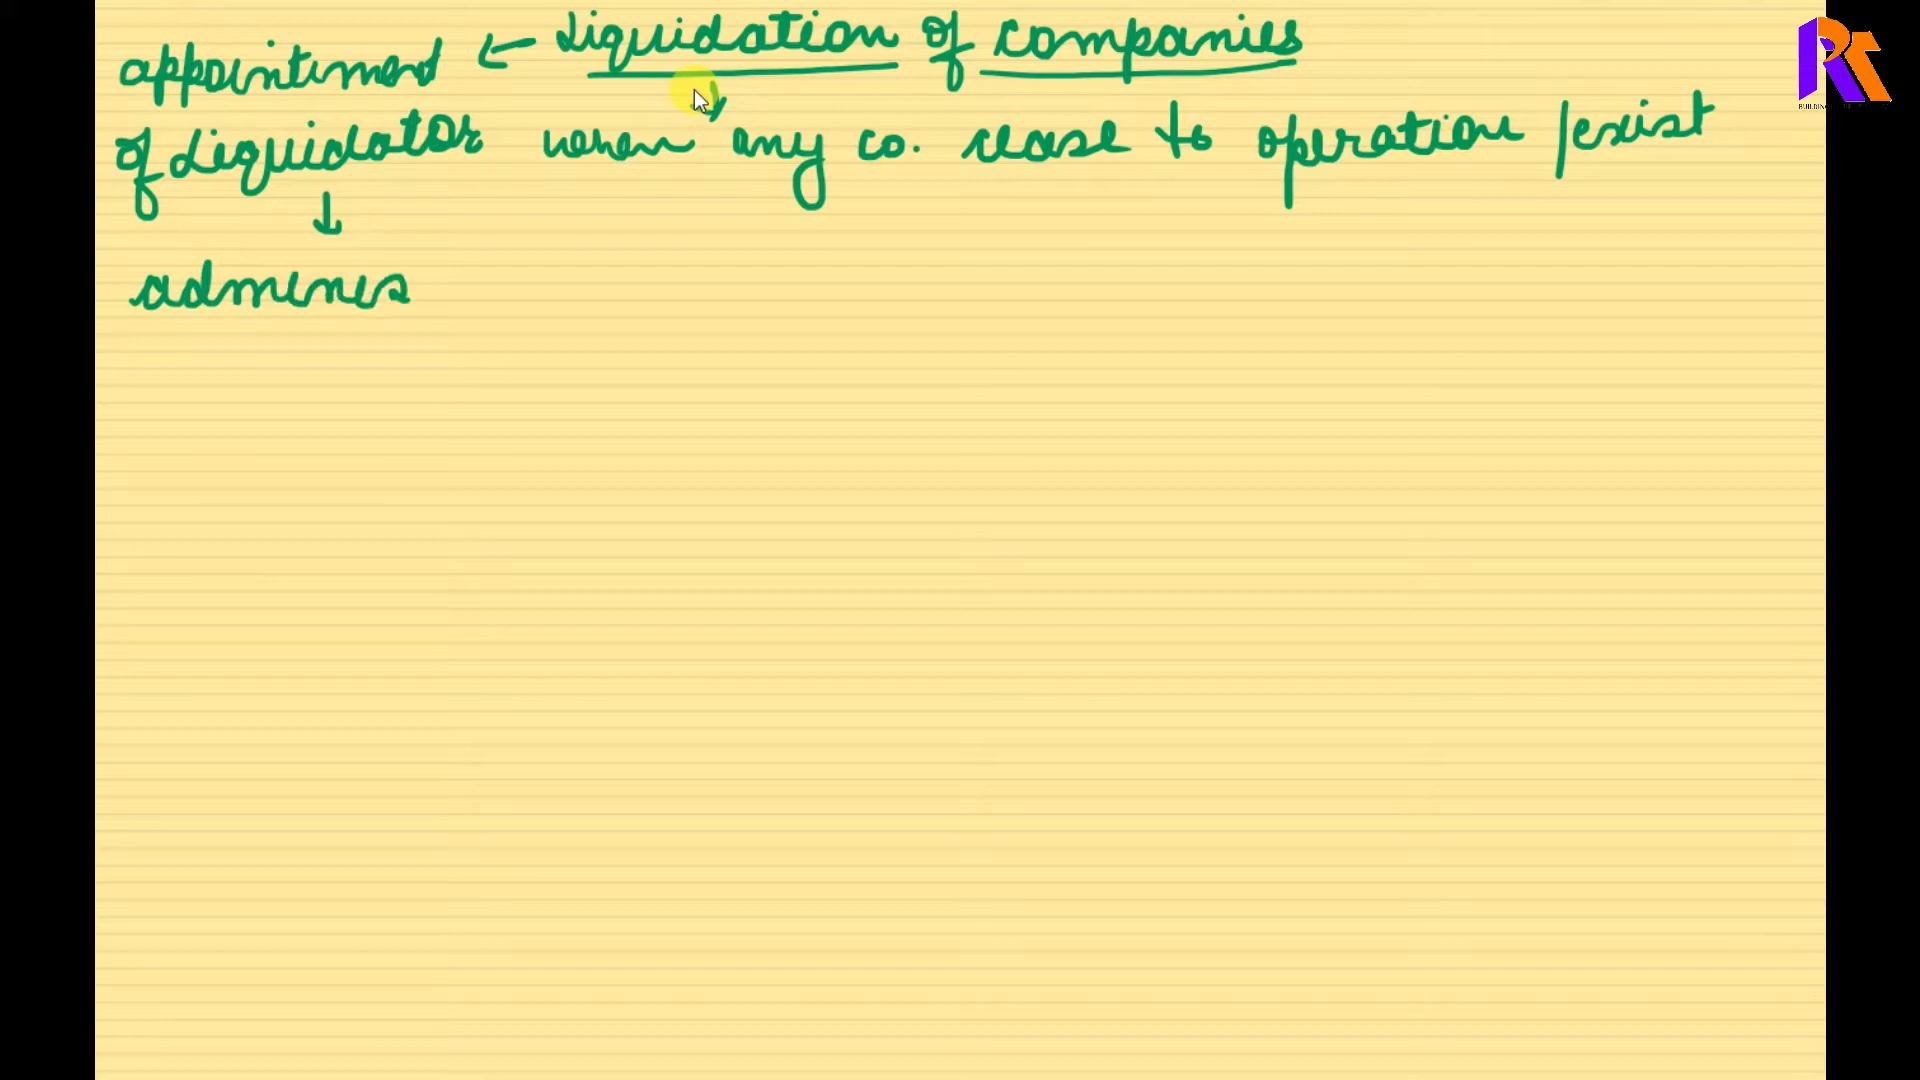 Liquidation of companies
appointment ←
of Liquidator when any co. cease to operation /exist
↓
adminis